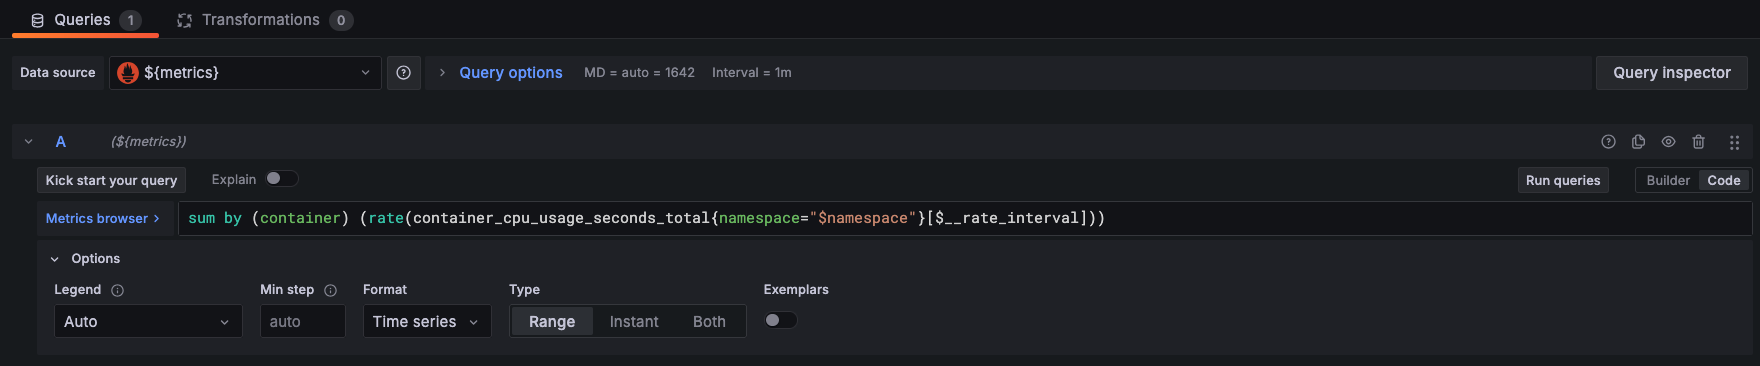 Queries 1 Transformations 0
Data source ${metrics} Query options MD = auto = 1642 Interval = 1m Query inspector
A (${metrics})
Kick start your query Explain Run queries Builder Code
Metrics browser > sum by (container) (rate(container_cpu_usage_seconds_total{namespace="$namespace"}[$__rate_interval]))
Options
Legend Min step Format Type Exemplars
Auto auto Time series Range Instant Both